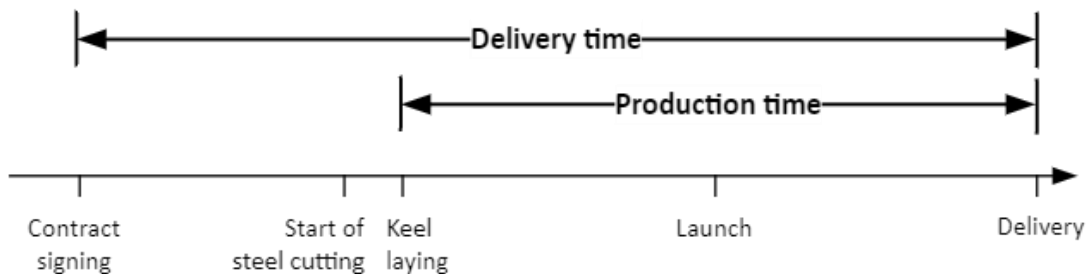 Delivery time
Production time
Contract
signing
Start of
steel cutting
Keel
laying
Launch
Delivery